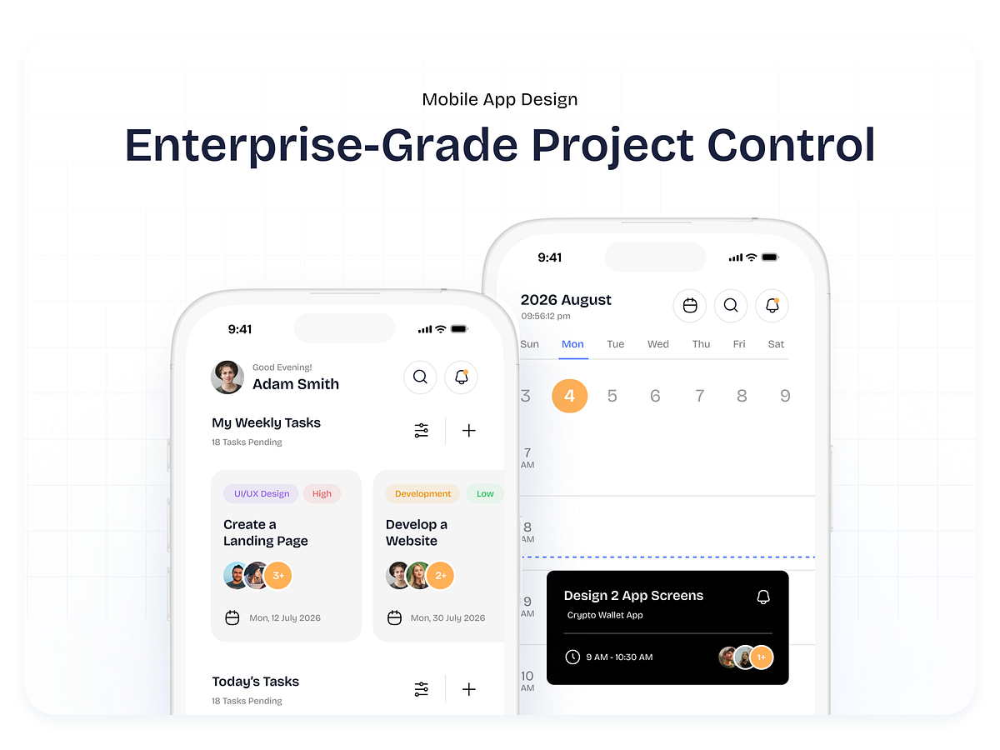 Mobile App Design
Enterprise-Grade Project Control
9:41
Good Evening!
Adam Smith
My Weekly Tasks
18 Tasks Pending
UI/UX Design High
Create a
Landing Page
3+
Mon, 12 July 2026
Development Low
Develop a
Website
2+
Mon, 30 July 2026
Today's Tasks
18 Tasks Pending
9:41
2026 August
09:56:12 pm
Sun Mon Tue Wed Thu Fri Sat
3 4 5 6 7 8 9
7
AM
8
AM
9
AM
Design 2 App Screens
Crypto Wallet App
9 AM - 10:30 AM
1+
10
AM